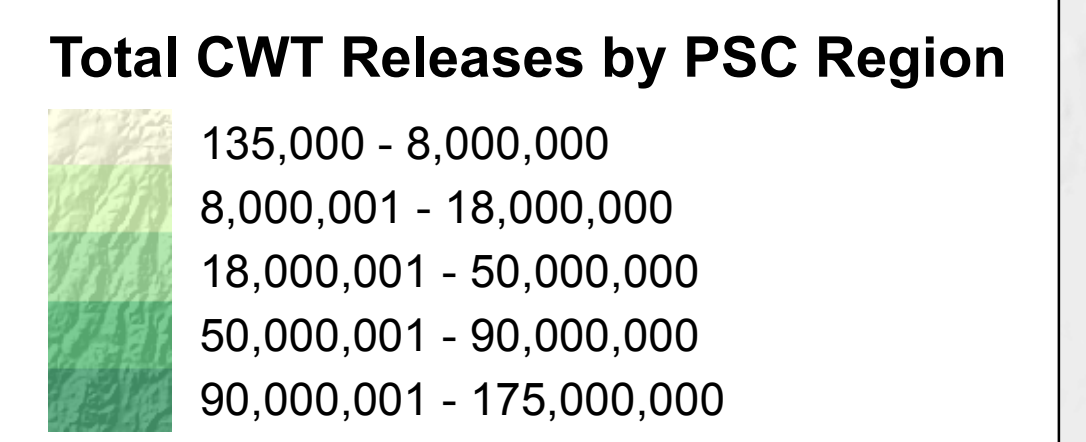 Total CWT Releases by PSC Region
135,000 - 8,000,000
8,000,001 - 18,000,000
18,000,001 - 50,000,000
50,000,001 - 90,000,000
90,000,001 - 175,000,000